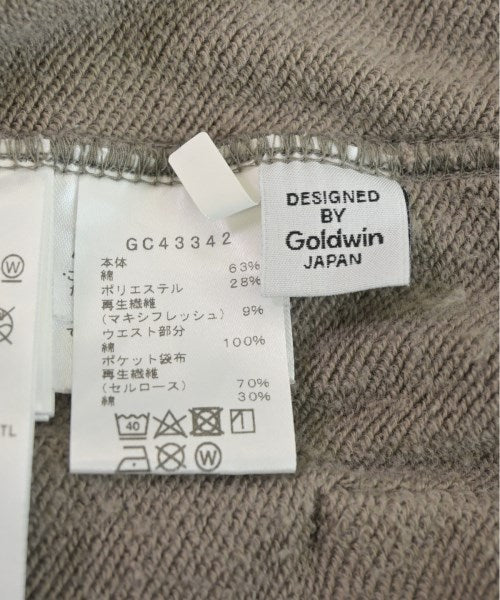 GC43342
本体
綿 63%
ポリエステル 28%
再生繊維
(マキシフレッシュ) 9%
ウエスト部分
綿 100%
ポケット袋布
再生繊維
(セルロース) 70%
綿 30%
40
W
DESIGNED
BY
Goldwin
JAPAN
W
TL